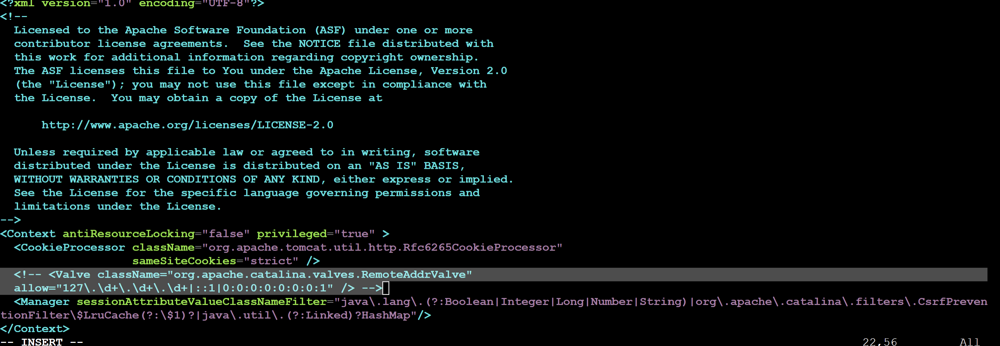 <?xml version="1.0" encoding="UTF-8"?>
<!--
  Licensed to the Apache Software Foundation (ASF) under one or more
  contributor license agreements.  See the NOTICE file distributed with
  this work for additional information regarding copyright ownership.
  The ASF licenses this file to You under the Apache License, Version 2.0
  (the "License"); you may not use this file except in compliance with
  the License.  You may obtain a copy of the License at

      http://www.apache.org/licenses/LICENSE-2.0

  Unless required by applicable law or agreed to in writing, software
  distributed under the License is distributed on an "AS IS" BASIS,
  WITHOUT WARRANTIES OR CONDITIONS OF ANY KIND, either express or implied.
  See the License for the specific language governing permissions and
  limitations under the License.
-->
<Context antiResourceLocking="false" privileged="true" >
  <CookieProcessor className="org.apache.tomcat.util.http.Rfc6265CookieProcessor"
                   sameSiteCookies="strict" />
  <!-- <Valve className="org.apache.catalina.valves.RemoteAddrValve"
  allow="127\.\d+\.\d+\.\d+|::1|0:0:0:0:0:0:0:1" /> -->
  <Manager sessionAttributeValueClassNameFilter="java\.lang\.(?:Boolean|Integer|Long|Number|String)|org\.apache\.catalina\.filters\.CsrfPreven
tionFilter\$LruCache(?:\$1)?|java\.util\.(?:Linked)?HashMap"/>
</Context>
-- INSERT --                                                    22,56         All